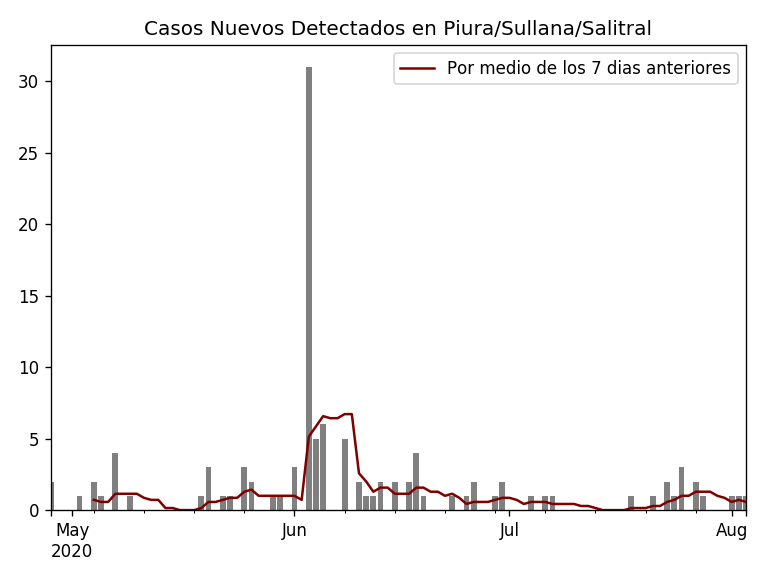 Casos Nuevos Detectados en Piura/Sullana/Salitral
Por medio de los 7 dias anteriores
30
25
20
15
10
5
0
May Jun Jul Aug
2020